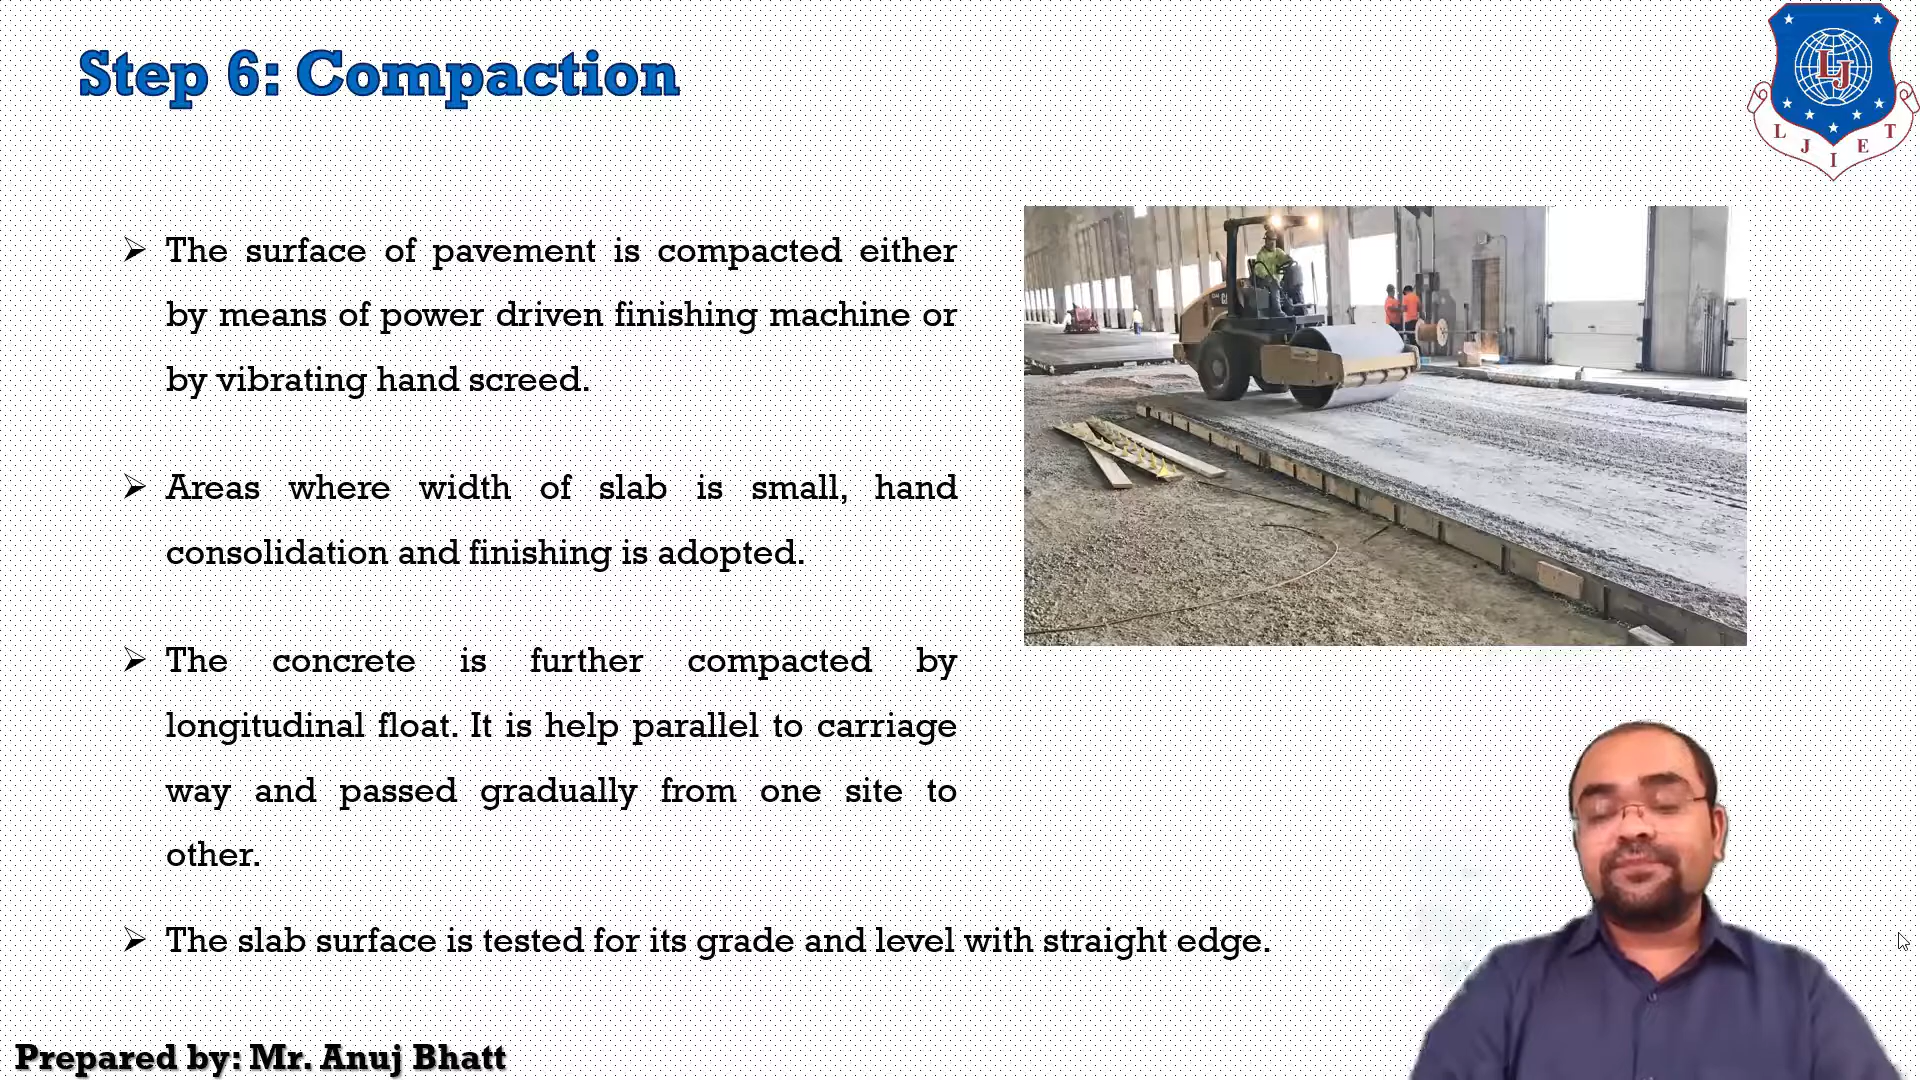 Step 6: Compaction
LJ
L J I E T
➢ The surface of pavement is compacted either
by means of power driven finishing machine or
by vibrating hand screed.
➢ Areas where width of slab is small, hand
consolidation and finishing is adopted.
➢ The concrete is further compacted by
longitudinal float. It is help parallel to carriage
way and passed gradually from one site to
other.
➢ The slab surface is tested for its grade and level with straight edge.
Prepared by: Mr. Anuj Bhatt